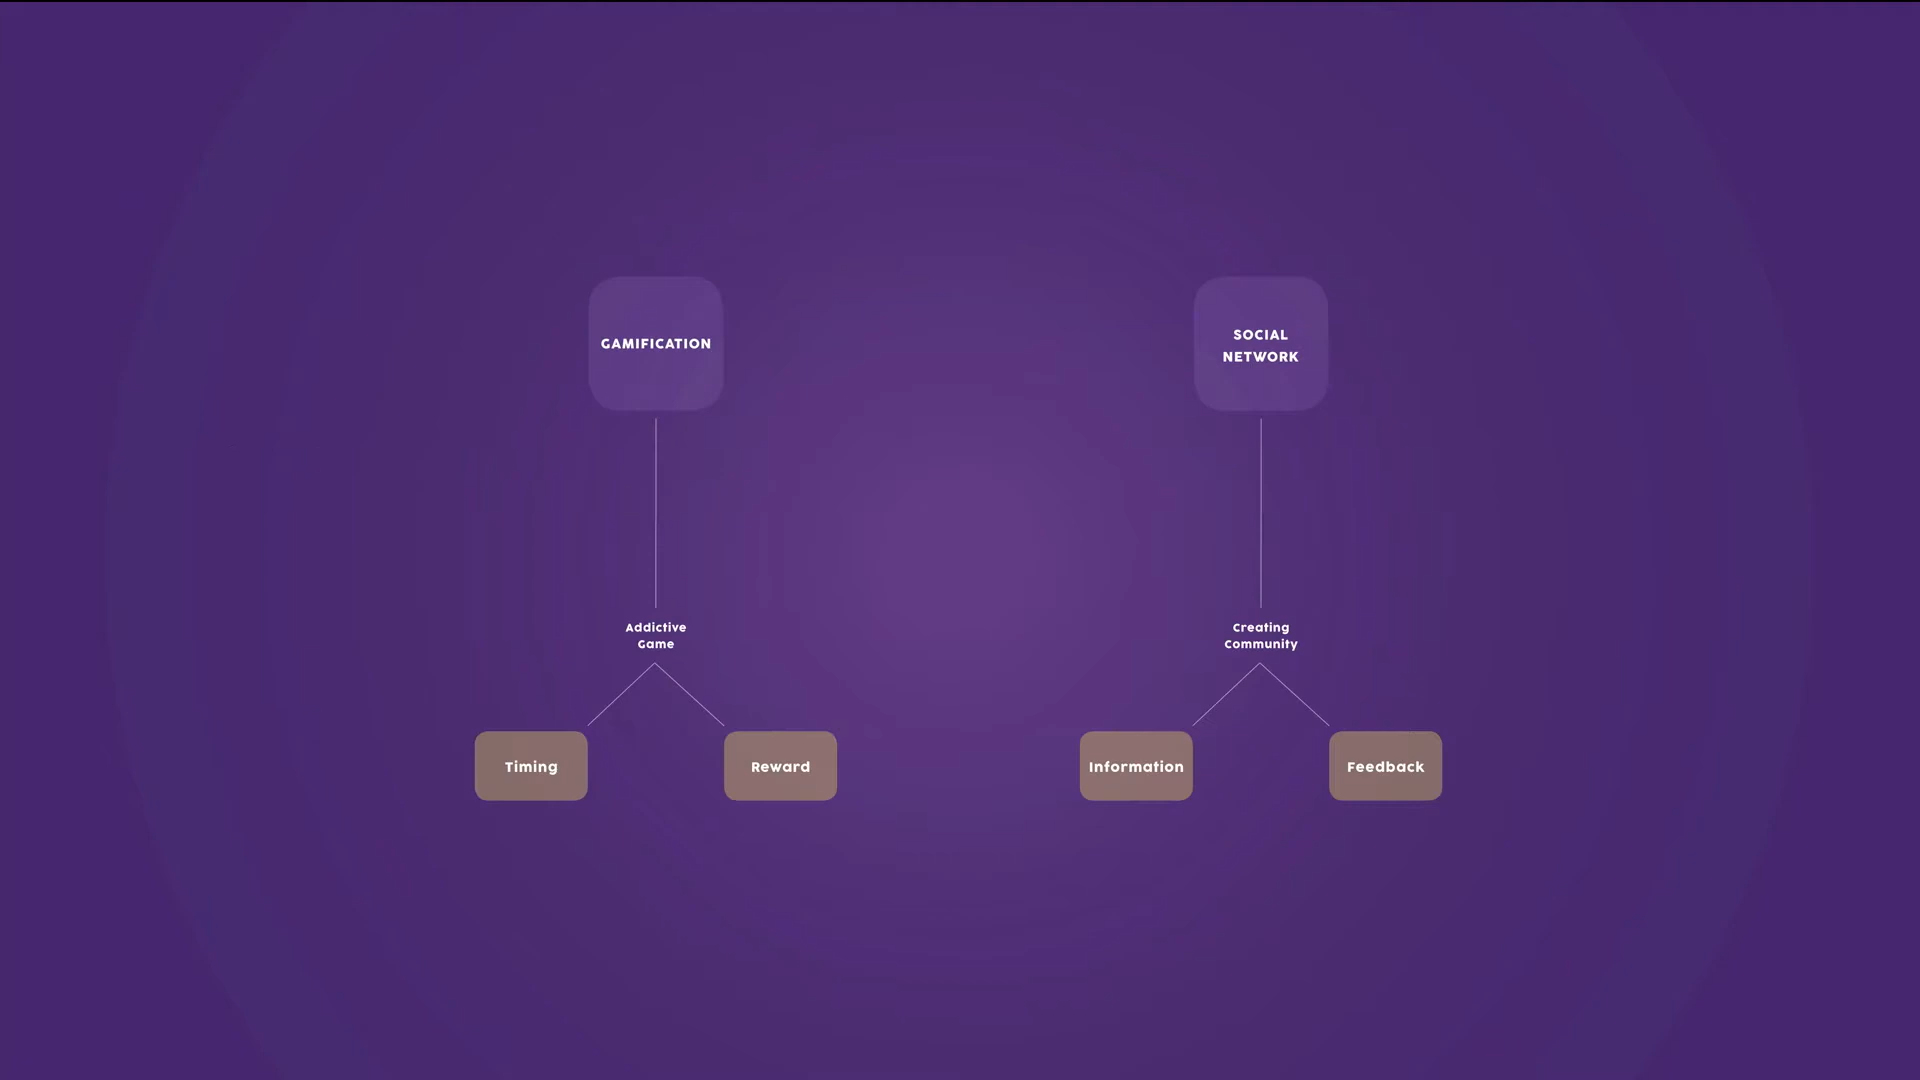 GAMIFICATION
SOCIAL
NETWORK
Addictive
Game
Creating
Community
Timing
Reward
Information
Feedback